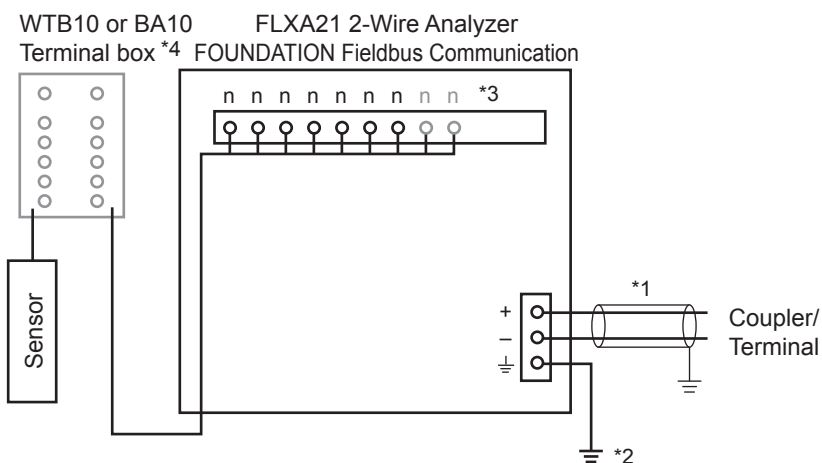 WTB10 or BA10
Terminal box *4
FLXA21 2-Wire Analyzer
FOUNDATION Fieldbus Communication
n n n n n n n n n *3
Sensor
*1
+
–
Coupler/
Terminal
*2